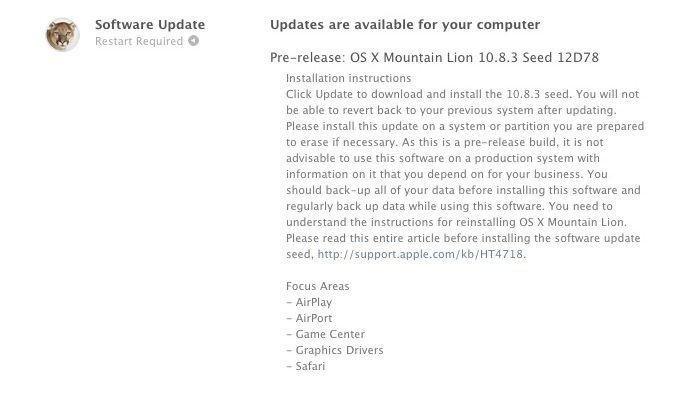 Software Update
Restart Required
Updates are available for your computer
Pre-release: OS X Mountain Lion 10.8.3 Seed 12D78
Installation instructions
Click Update to download and install the 10.8.3 seed. You will not
be able to revert back to your previous system after updating.
Please install this update on a system or partition you are prepared
to erase if necessary. As this is a pre-release build, it is not
advisable to use this software on a production system with
information on it that you depend on for your business. You
should back-up all of your data before installing this software and
regularly back up data while using this software. You need to
understand the instructions for reinstalling OS X Mountain Lion.
Please read this entire article before installing the software update
seed, http://support.apple.com/kb/HT4718.
Focus Areas
- AirPlay
- AirPort
- Game Center
- Graphics Drivers
- Safari